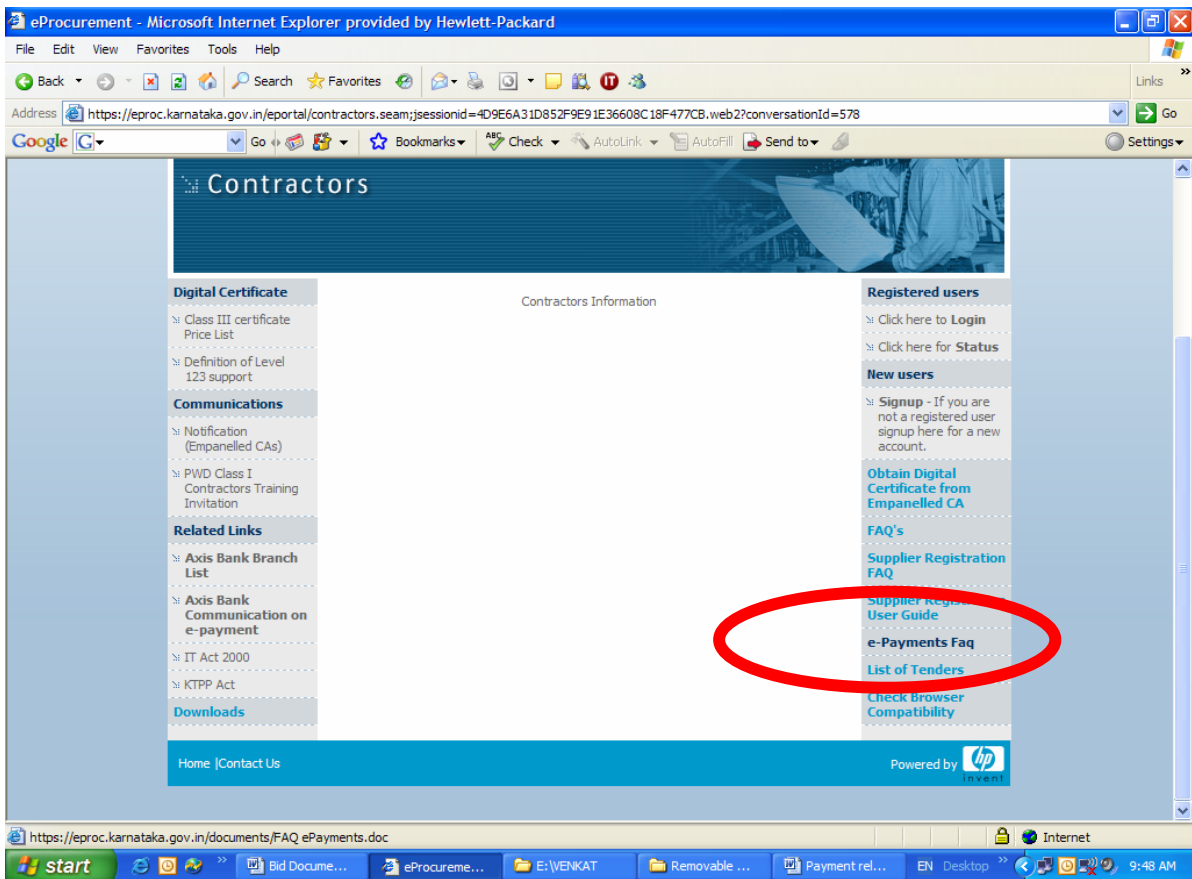 eProcurement - Microsoft Internet Explorer provided by Hewlett-Packard
File Edit View Favorites Tools Help
Back Search Favorites Links
Address https://eproc.karnataka.gov.in/eportal/contractors.seam;jsessionid=4D9E6A31D852F9E91E36608C18F477CB.web2?conversationId=578 Go
Google G Go Bookmarks ABC Check AutoLink AutoFill Send to Settings
Contractors
Digital Certificate
Class III certificate
Price List
Definition of Level
123 support
Communications
Notification
(Empanelled CAs)
PWD Class I
Contractors Training
Invitation
Related Links
Axis Bank Branch
List
Axis Bank
Communication on
e-payment
IT Act 2000
KTPP Act
Downloads
Contractors Information
Registered users
Click here to Login
Click here for Status
New users
Signup - If you are
not a registered user
signup here for a new
account.
Obtain Digital
Certificate from
Empanelled CA
FAQ's
Supplier Registration
FAQ
Supplier
User Guide
e-Payments Faq
List of Tenders
Check Browser
Compatibility
Home |Contact Us
Powered by hp
invent
https://eproc.karnataka.gov.in/documents/FAQ ePayments.doc Internet
start Bid Docume... eProcureme... E:\VENKAT Removable ... Payment rel... EN Desktop 9:48 AM